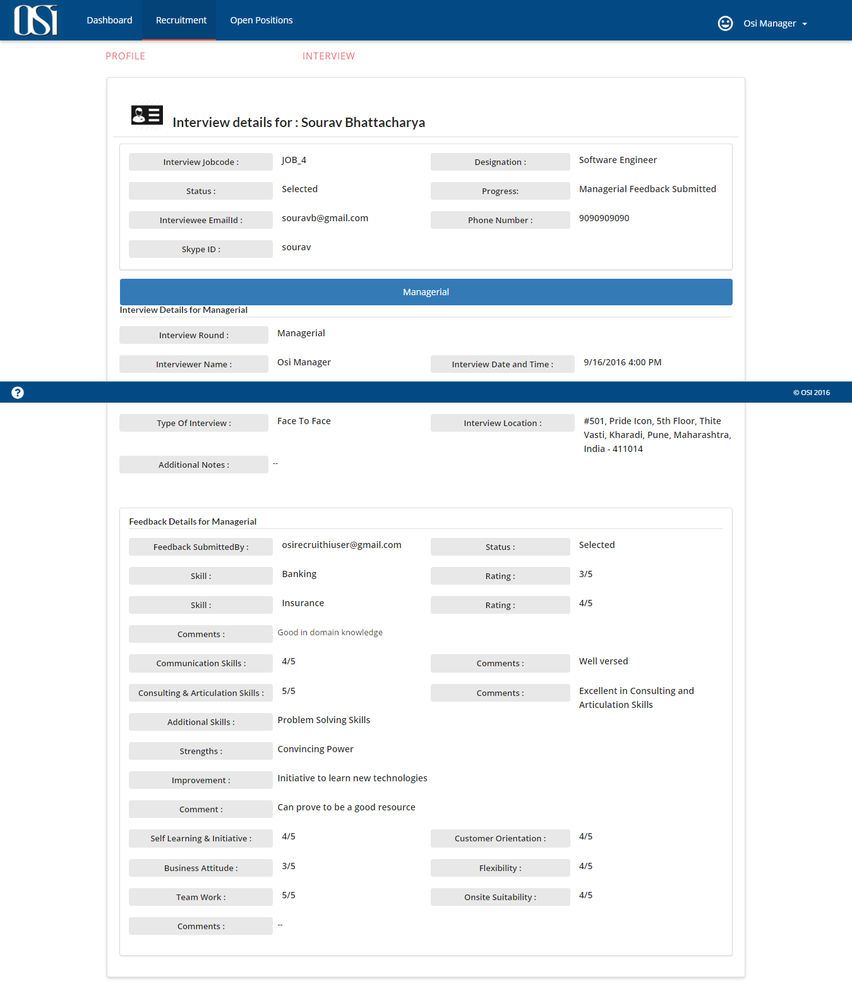 OSi Dashboard Recruitment Open Positions Osi Manager
PROFILE INTERVIEW
Interview details for : Sourav Bhattacharya
Interview Jobcode : JOB_4 Designation : Software Engineer
Status : Selected Progress: Managerial Feedback Submitted
Interviewee EmailId : souravb@gmail.com Phone Number : 9090909090
Skype ID : sourav
Managerial
Interview Details for Managerial
Interview Round : Managerial
Interviewer Name : Osi Manager Interview Date and Time : 9/16/2016 4:00 PM
? © OSI 2016
Type Of Interview : Face To Face Interview Location : #501, Pride Icon, 5th Floor, Thite
Vasti, Kharadi, Pune, Maharashtra,
India - 411014
Additional Notes : --
Feedback Details for Managerial
Feedback SubmittedBy : osirecruithiuser@gmail.com Status : Selected
Skill : Banking Rating : 3/5
Skill : Insurance Rating : 4/5
Comments : Good in domain knowledge
Communication Skills : 4/5 Comments : Well versed
Consulting & Articulation Skills : 5/5 Comments : Excellent in Consulting and
Articulation Skills
Additional Skills : Problem Solving Skills
Strengths : Convincing Power
Improvement : Initiative to learn new technologies
Comment : Can prove to be a good resource
Self Learning & Initiative : 4/5 Customer Orientation : 4/5
Business Attitude : 3/5 Flexibility : 4/5
Team Work : 5/5 Onsite Suitability : 4/5
Comments : --